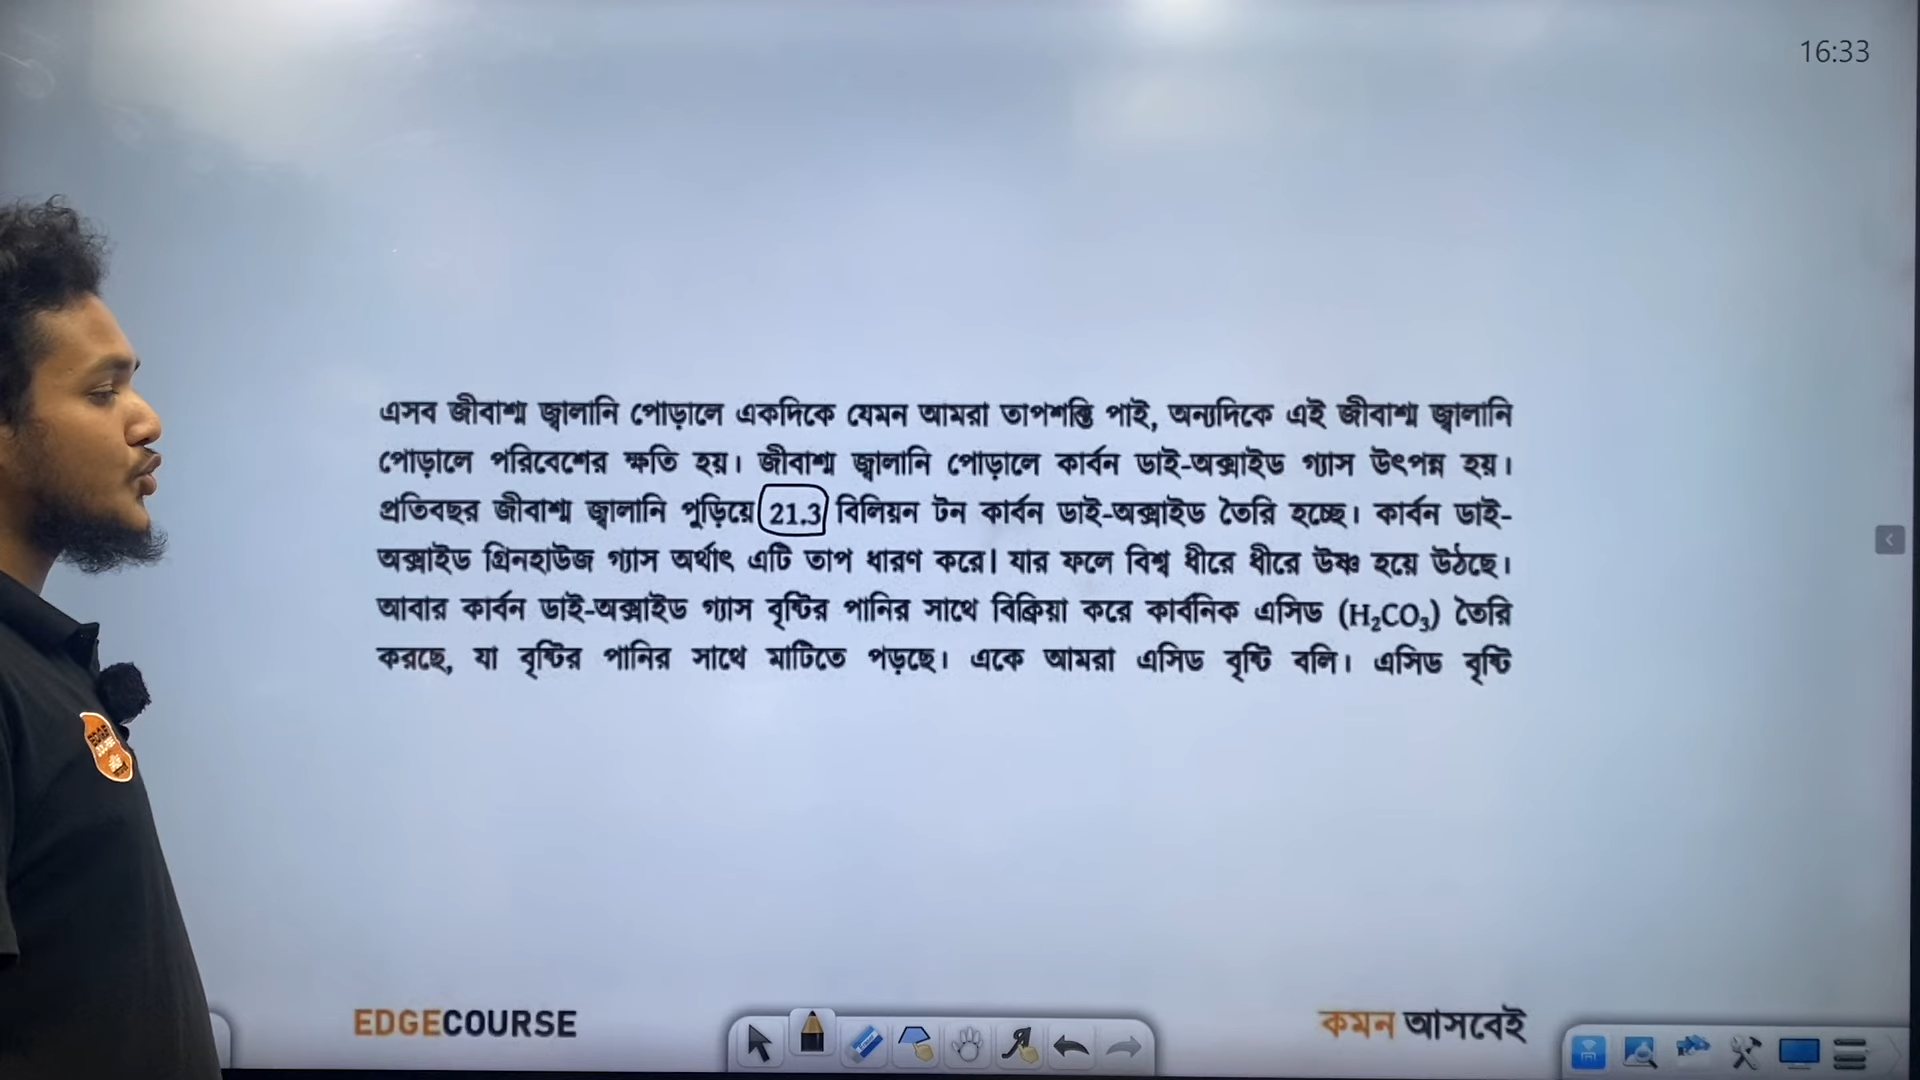 16:33
এসব জীবাশ্ম জ্বালানি পোড়ালে একদিকে যেমন আমরা তাপশক্তি পাই, অন্যদিকে এই জীবাশ্ম জ্বালানি
পোড়ালে পরিবেশের ক্ষতি হয়। জীবাশ্ম জ্বালানি পোড়ালে কার্বন ডাই-অক্সাইড গ্যাস উৎপন্ন হয়।
প্রতিবছর জীবাশ্ম জ্বালানি পুড়িয়ে 21.3 বিলিয়ন টন কার্বন ডাই-অক্সাইড তৈরি হচ্ছে। কার্বন ডাই-
অক্সাইড গ্রিনহাউজ গ্যাস অর্থাৎ এটি তাপ ধারণ করে। যার ফলে বিশ্ব ধীরে ধীরে উষ্ণ হয়ে উঠছে।
আবার কার্বন ডাই-অক্সাইড গ্যাস বৃষ্টির পানির সাথে বিক্রিয়া করে কার্বনিক এসিড (H₂CO₃) তৈরি
করছে, যা বৃষ্টির পানির সাথে মাটিতে পড়ছে। একে আমরা এসিড বৃষ্টি বলি। এসিড বৃষ্টি
EDGECOURSE
কমন আসবেই